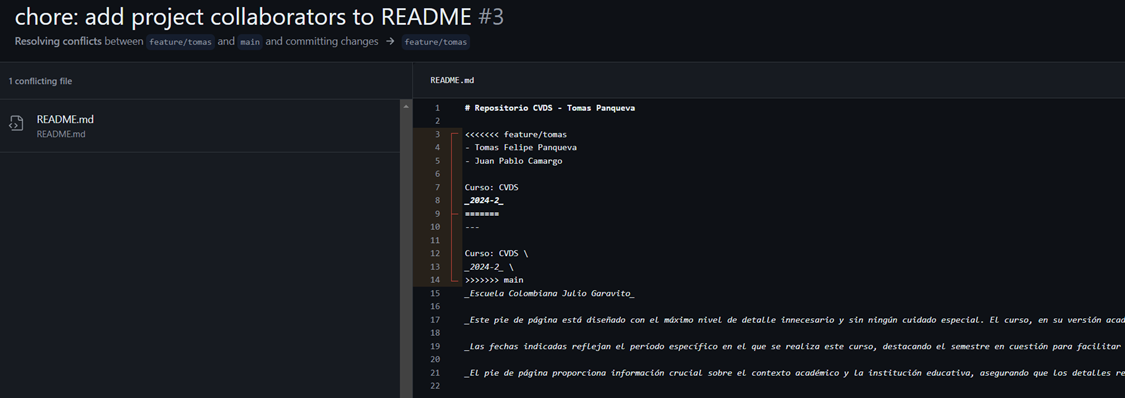 chore: add project collaborators to README #3
Resolving conflicts between feature/tomas and main and committing changes → feature/tomas
1 conflicting file
README.md
README.md
README.md
1 # Repositorio CVDS - Tomas Panqueva
2
3 <<<<<<< feature/tomas
4 - Tomas Felipe Panqueva
5 - Juan Pablo Camargo
6
7 Curso: CVDS
8 _2024-2_
9 =======
10 ---
11
12 Curso: CVDS \
13 _2024-2_ \
14 >>>>>>> main
15 _Escuela Colombiana Julio Garavito_
16
17 _Este pie de página está diseñado con el máximo nivel de detalle innecesario y sin ningún cuidado especial. El curso, en su versión acad
18
19 _Las fechas indicadas reflejan el período específico en el que se realiza este curso, destacando el semestre en cuestión para facilitar
20
21 _El pie de página proporciona información crucial sobre el contexto académico y la institución educativa, asegurando que los detalles re
22